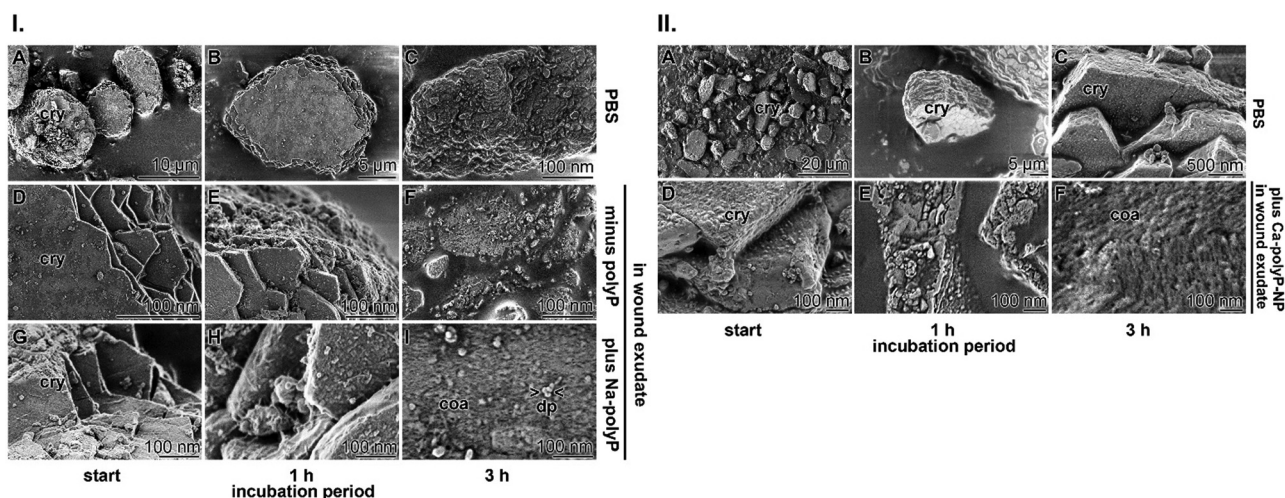 I.
II.
A
cry
10 µm
B
5 µm
C
100 nm
PBS
A
cry
20 µm
B
cry
5 µm
C
cry
500 nm
PBS
D
cry
100 nm
E
100 nm
F
100 nm
minus polyP
D
cry
100 nm
E
100 nm
F
coa
100 nm
plus Ca-polyP-NP
in wound exudate
G
cry
100 nm
H
100 nm
I
coa
> <
dp
100 nm
plus Na-polyP
in wound exudate
start
1 h
3 h
incubation period
start
1 h
3 h
incubation period